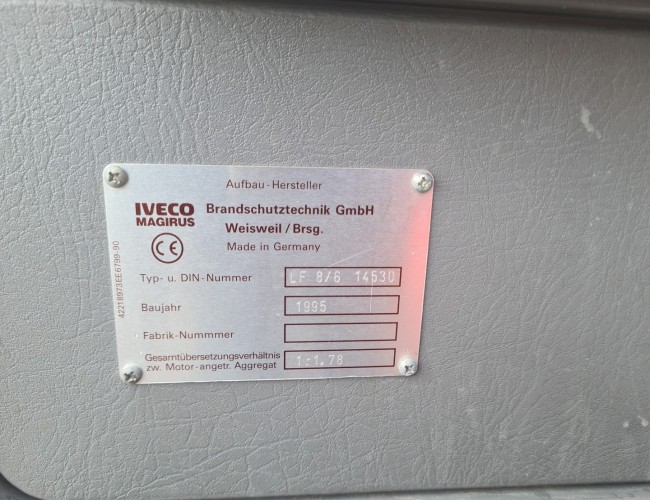 Aufbau-Hersteller
IVECO MAGIRUS
Brandschutztechnik GmbH
Weisweil/Brsg.
Made in Germany
CE
Typ- u. DIN-Nummer LF 8/6 14530
Baujahr 1995
Fabrik-Nummmer
Gesamtübersetzungsverhältnis
zw. Motor-angetr. Aggregat 1:1,78
42218973EE6799-90